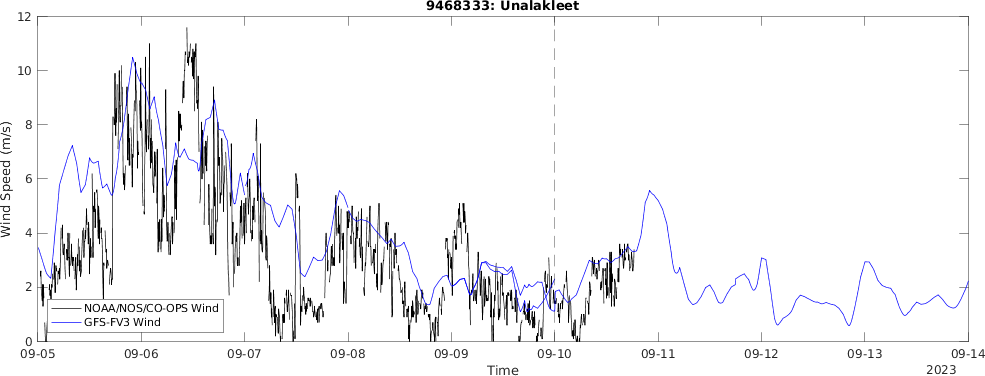 9468333: Unalakleet
Wind Speed (m/s)
12
10
8
6
4
2
0
NOAA/NOS/CO-OPS Wind
GFS-FV3 Wind
09-05 09-06 09-07 09-08 09-09 09-10 09-11 09-12 09-13 09-14
Time
2023